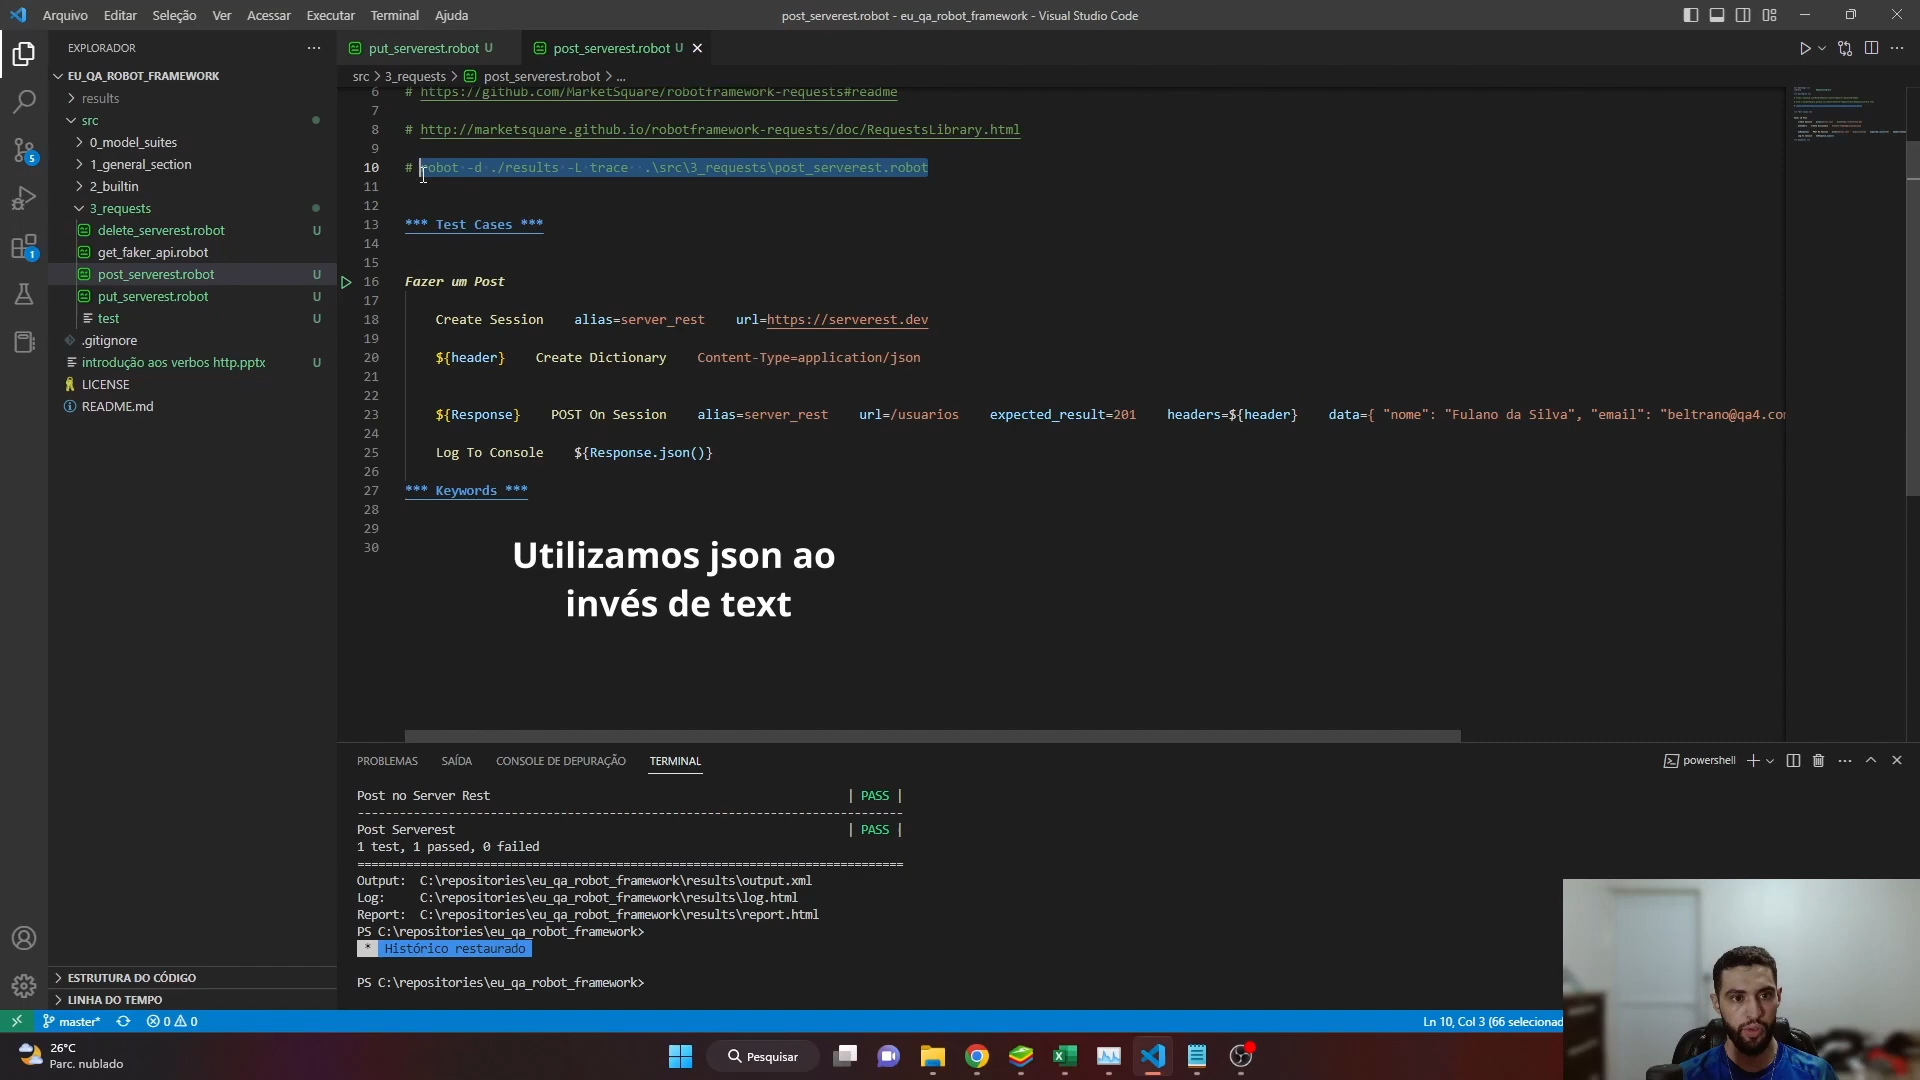 Arquivo Editar Seleção Ver Acessar Executar Terminal Ajuda
post_serverest.robot - eu_qa_robot_framework - Visual Studio Code
EXPLORADOR
EU_QA_ROBOT_FRAMEWORK
results
src
0_model_suites
1_general_section
2_builtin
3_requests
delete_serverest.robot U
get_faker_api.robot
post_serverest.robot U
put_serverest.robot U
test U
.gitignore
introdução aos verbos http.pptx U
LICENSE
README.md
ESTRUTURA DO CÓDIGO
LINHA DO TEMPO
5
1
put_serverest.robot U
post_serverest.robot U
src > 3_requests > post_serverest.robot > ...
6 # https://github.com/MarketSquare/robotframework-requests#readme
7
8 # http://marketsquare.github.io/robotframework-requests/doc/RequestsLibrary.html
9
10 # robot -d ./results -L trace .\src\3_requests\post_serverest.robot
11
12
13 *** Test Cases ***
14
15
16 Fazer um Post
17
18 Create Session alias=server_rest url=https://serverest.dev
19
20 ${header} Create Dictionary Content-Type=application/json
21
22
23 ${Response} POST On Session alias=server_rest url=/usuarios expected_result=201 headers=${header} data={ "nome": "Fulano da Silva", "email": "beltrano@qa4.co
24
25 Log To Console ${Response.json()}
26
27 *** Keywords ***
28
29
30
Utilizamos json ao
invés de text
PROBLEMAS SAÍDA CONSOLE DE DEPURAÇÃO TERMINAL
powershell
Post no Server Rest | PASS |
------------------------------------------------------------------------------
Post Serverest | PASS |
1 test, 1 passed, 0 failed
==============================================================================
Output: C:\repositories\eu_qa_robot_framework\results\output.xml
Log: C:\repositories\eu_qa_robot_framework\results\log.html
Report: C:\repositories\eu_qa_robot_framework\results\report.html
PS C:\repositories\eu_qa_robot_framework>
* Histórico restaurado
PS C:\repositories\eu_qa_robot_framework>
master* 0 0
Ln 10, Col 3 (66 selecionad
26°C
Parc. nublado
Pesquisar